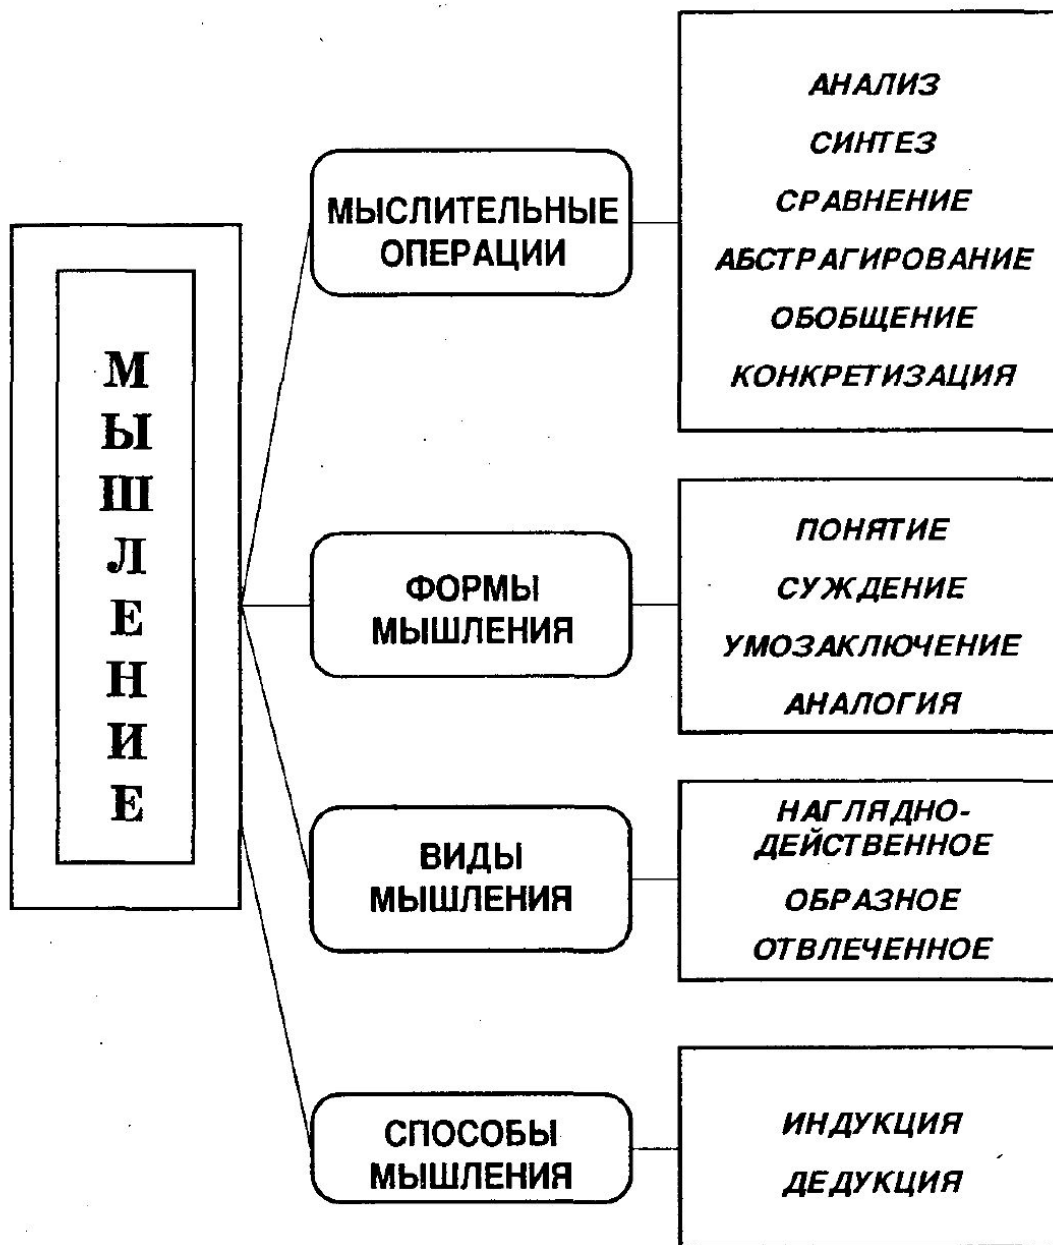 МЫШЛЕНИЕ
МЫСЛИТЕЛЬНЫЕ
ОПЕРАЦИИ
АНАЛИЗ
СИНТЕЗ
СРАВНЕНИЕ
АБСТРАГИРОВАНИЕ
ОБОБЩЕНИЕ
КОНКРЕТИЗАЦИЯ
ФОРМЫ
МЫШЛЕНИЯ
ПОНЯТИЕ
СУЖДЕНИЕ
УМОЗАКЛЮЧЕНИЕ
АНАЛОГИЯ
ВИДЫ
МЫШЛЕНИЯ
НАГЛЯДНО-
ДЕЙСТВЕННОЕ
ОБРАЗНОЕ
ОТВЛЕЧЕННОЕ
СПОСОБЫ
МЫШЛЕНИЯ
ИНДУКЦИЯ
ДЕДУКЦИЯ